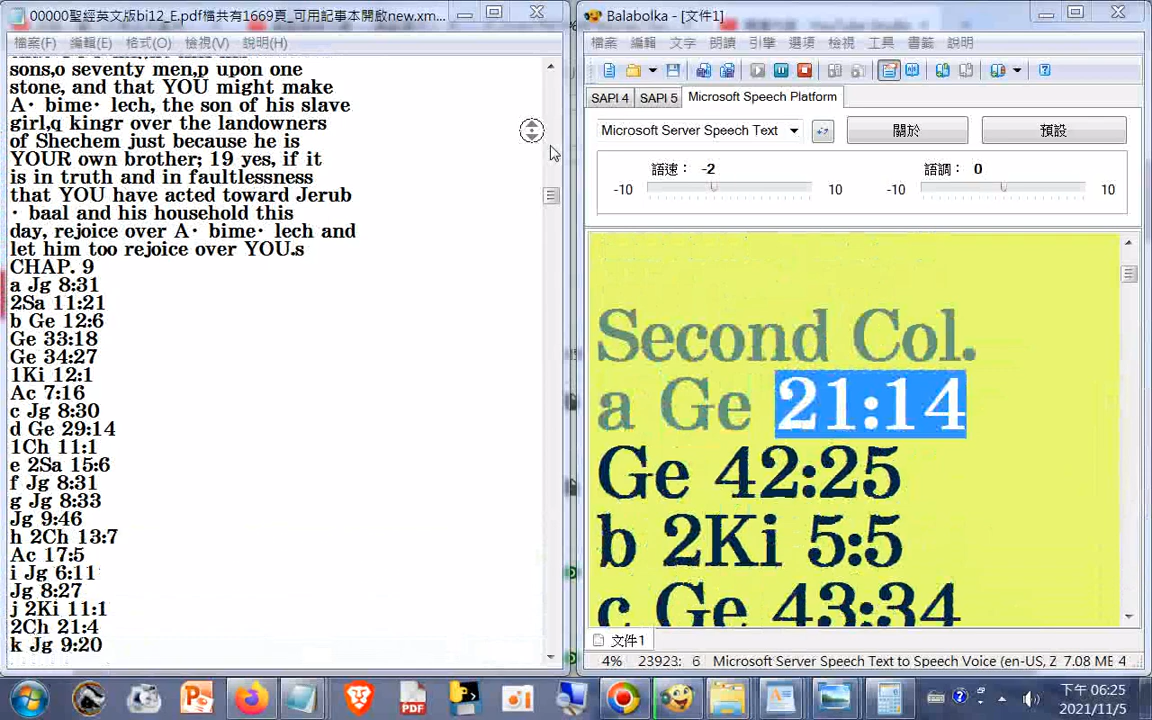 00000聖經英文版bi12_E.pdf檔共有1669頁_可用記事本開啟new.xm...
檔案(F) 編輯(E) 格式(O) 檢視(V) 說明(H)
sons,o seventy men,p upon one
stone, and that YOU might make
A· bime· lech, the son of his slave
girl,q kingr over the landowners
of Shechem just because he is
YOUR own brother; 19 yes, if it
is in truth and in faultlessness
that YOU have acted toward Jerub
· baal and his household this
day, rejoice over A· bime· lech and
let him too rejoice over YOU.s
CHAP. 9
a Jg 8:31
2Sa 11:21
b Ge 12:6
Ge 33:18
Ge 34:27
1Ki 12:1
Ac 7:16
c Jg 8:30
d Ge 29:14
1Ch 11:1
e 2Sa 15:6
f Jg 8:31
g Jg 8:33
Jg 9:46
h 2Ch 13:7
Ac 17:5
i Jg 6:11
Jg 8:27
j 2Ki 11:1
2Ch 21:4
k Jg 9:20
Balabolka - [文件1]
檔案 編輯 文字 朗讀 引擎 選項 檢視 工具 書籤 說明
SAPI 4 SAPI 5 Microsoft Speech Platform
Microsoft Server Speech Text 關於 預設
語速: -2 語調: 0
-10 10 -10 10
Second Col.
a Ge 21:14
Ge 42:25
b 2Ki 5:5
c Ge 43:34
文件1
4% 23923: 6 Microsoft Server Speech Text to Speech Voice (en-US, Z 7.08 ME 4
PDF
下午 06:25
2021/11/5